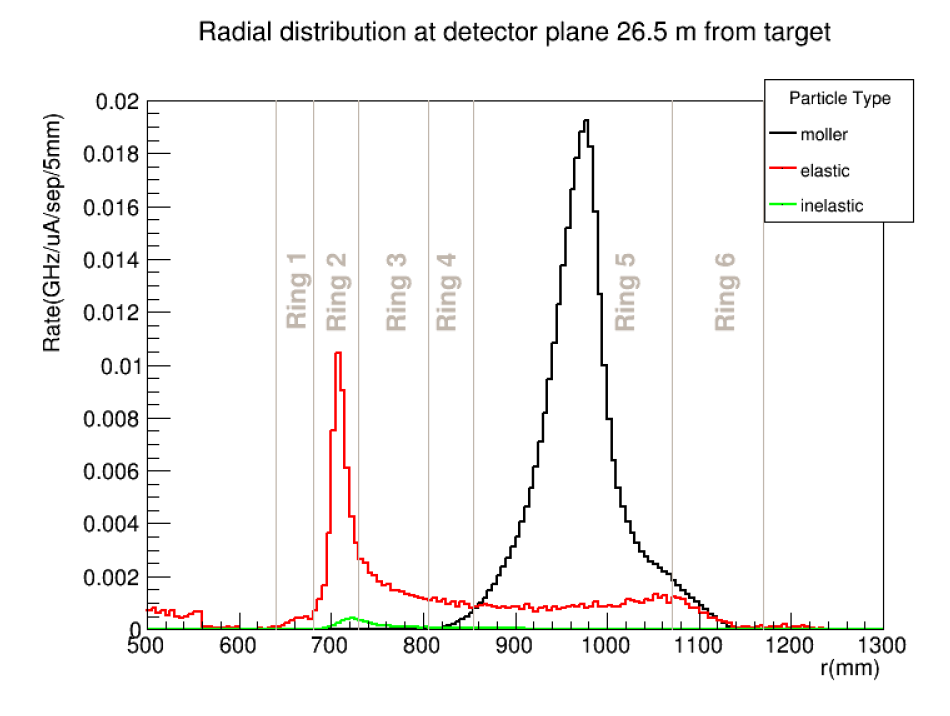 Radial distribution at detector plane 26.5 m from target
Particle Type
moller
elastic
inelastic
Rate(GHz/uA/sep/5mm)
0.02
0.018
0.016
0.014
0.012
0.01
0.008
0.006
0.004
0.002
0
Ring 1
Ring 2
Ring 3
Ring 4
Ring 5
Ring 6
500
600
700
800
900
1000
1100
1200
1300
r(mm)